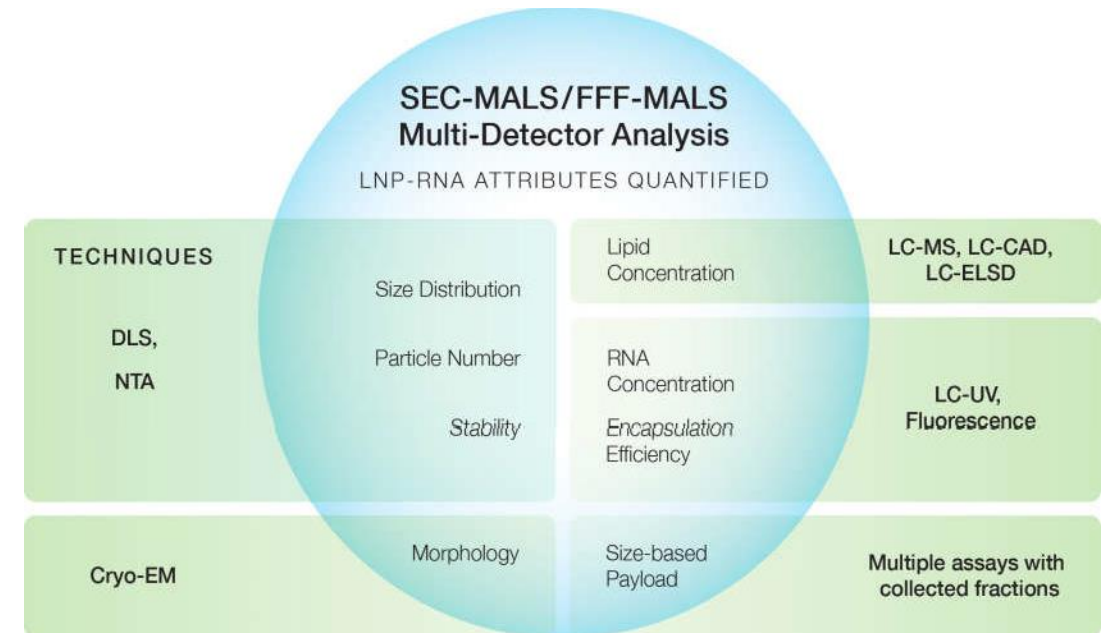 SEC-MALS/FFF-MALS
Multi-Detector Analysis
LNP-RNA ATTRIBUTES QUANTIFIED
TECHNIQUES
DLS,
NTA
Size Distribution
Particle Number
Stability
Lipid
Concentration
LC-MS, LC-CAD,
LC-ELSD
RNA
Concentration
Encapsulation
Efficiency
LC-UV,
Fluorescence
Cryo-EM
Morphology
Size-based
Payload
Multiple assays with
collected fractions